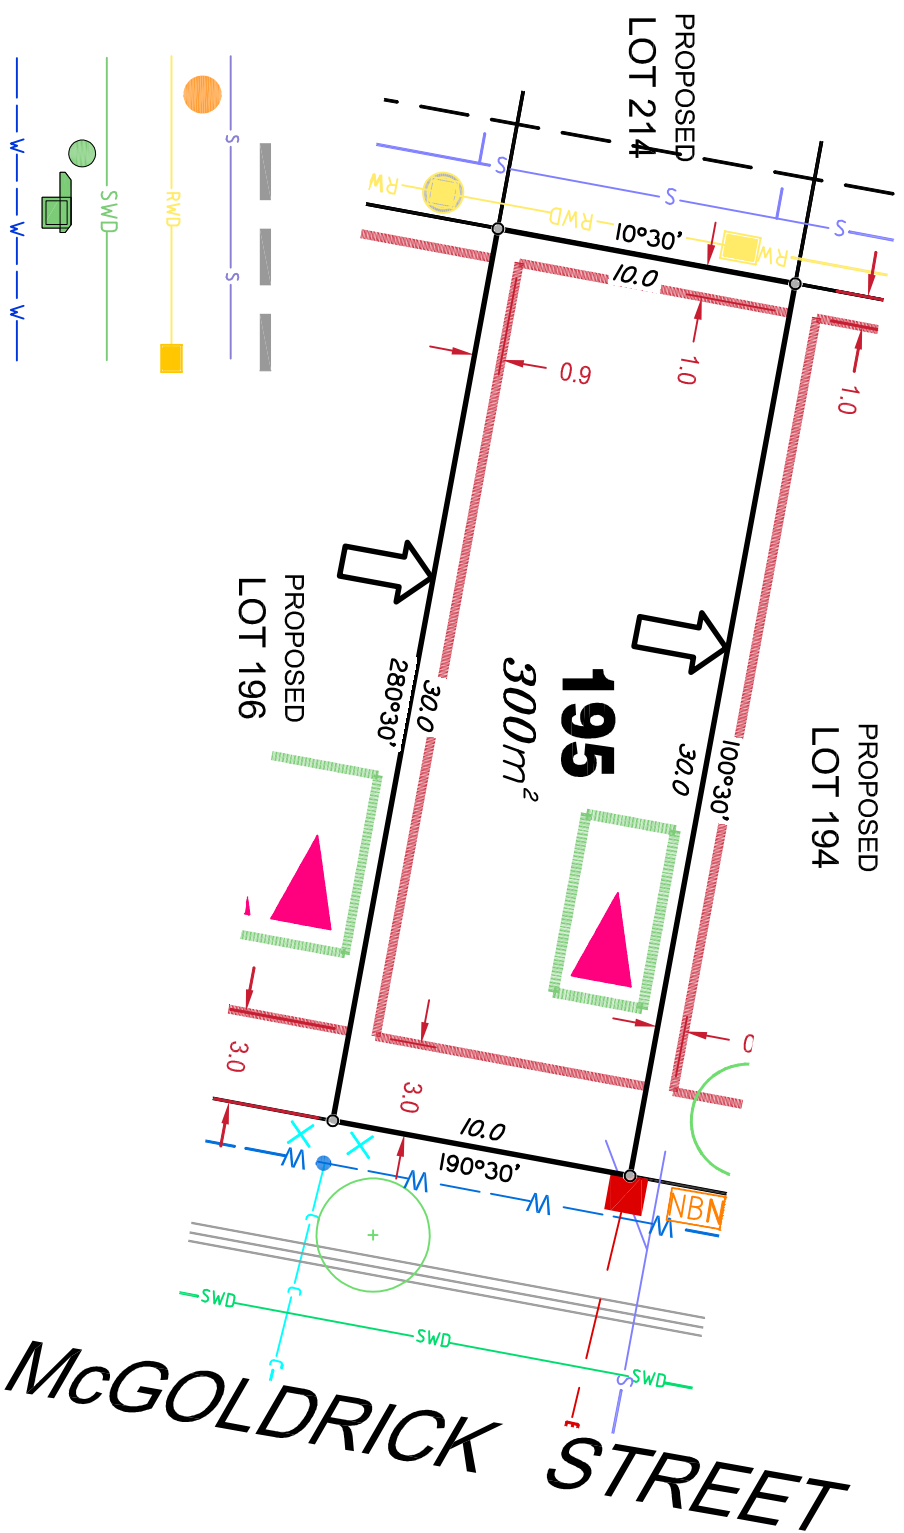 PROPOSED
LOT 214
S
S
S
RW
RWD
RW
10°30'
10.0
W
W
W
SWD
RWD
S
S
0.9
1.0
1.0
PROPOSED
LOT 196
280°30'
30.0
195
300m²
30.0
100°30'
PROPOSED
LOT 194
3.0
3.0
10.0
190°30'
W
W
W
W
NBN
C
C
C
SWD
SWD
SWD
S
E
McGOLDRICK STREET